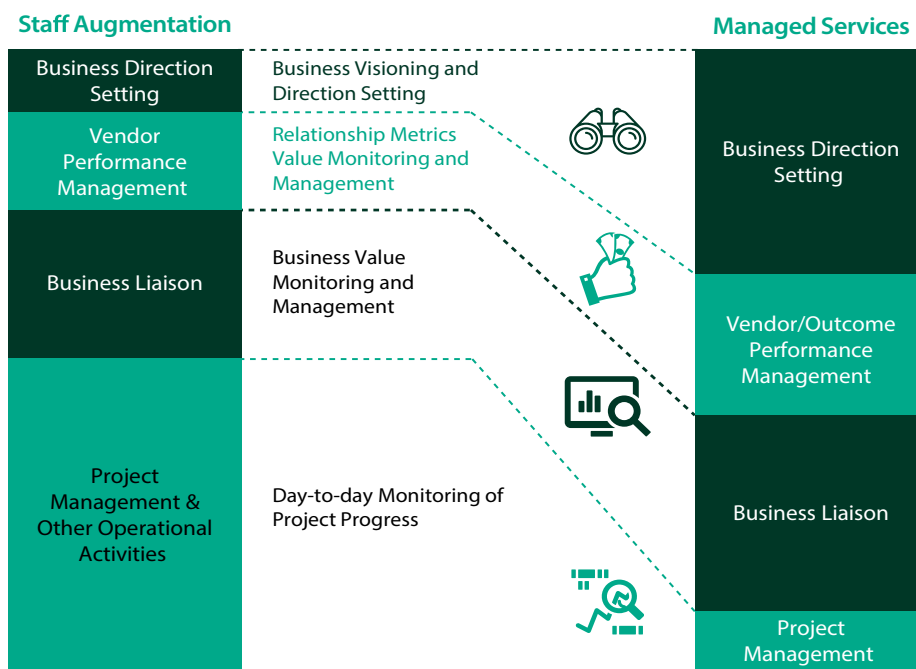 Staff Augmentation
Managed Services
Business Direction
Setting
Vendor
Performance
Management
Business Liaison
Project
Management &
Other Operational
Activities
Business Visioning and
Direction Setting
Relationship Metrics
Value Monitoring and
Management
Business Value
Monitoring and
Management
Day-to-day Monitoring of
Project Progress
Business Direction
Setting
Vendor/Outcome
Performance
Management
Business Liaison
Project
Management